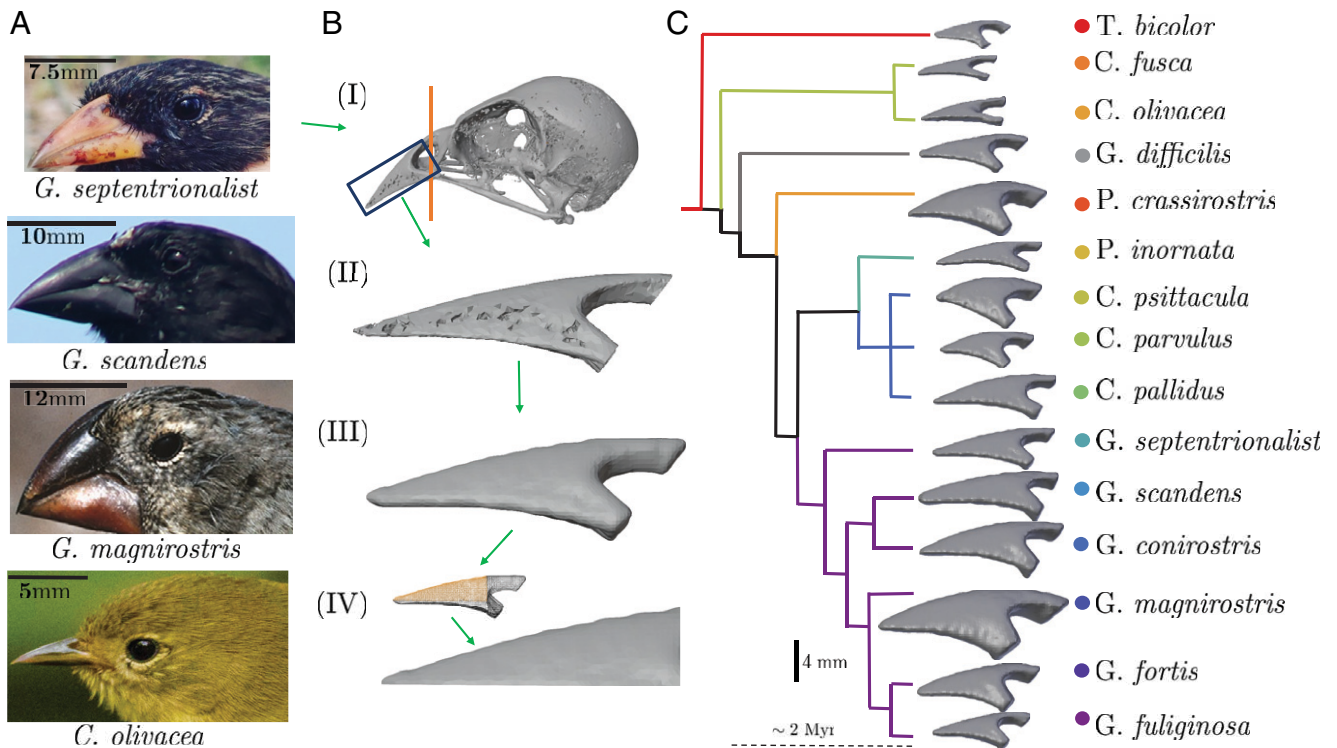 A
7.5mm
G. septentrionalist
10mm
G. scandens
12mm
G. magnirostris
5mm
C. olivacea
B
(I)
(II)
(III)
(IV)
C
4 mm
~ 2 Myr
T. bicolor
C. fusca
C. olivacea
G. difficilis
P. crassirostris
P. inornata
C. psittacula
C. parvulus
C. pallidus
G. septentrionalist
G. scandens
G. conirostris
G. magnirostris
G. fortis
G. fuliginosa